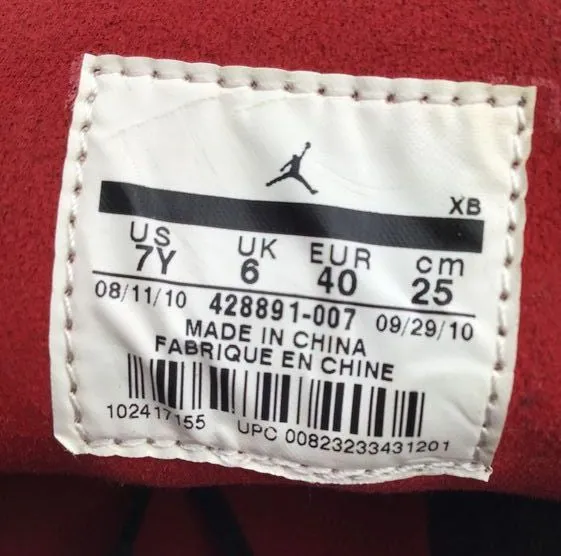 XB
US UK EUR cm
7Y 6 40 25
08/11/10 428891-007 09/29/10
MADE IN CHINA
FABRIQUE EN CHINE
102417155 UPC 00823233431201